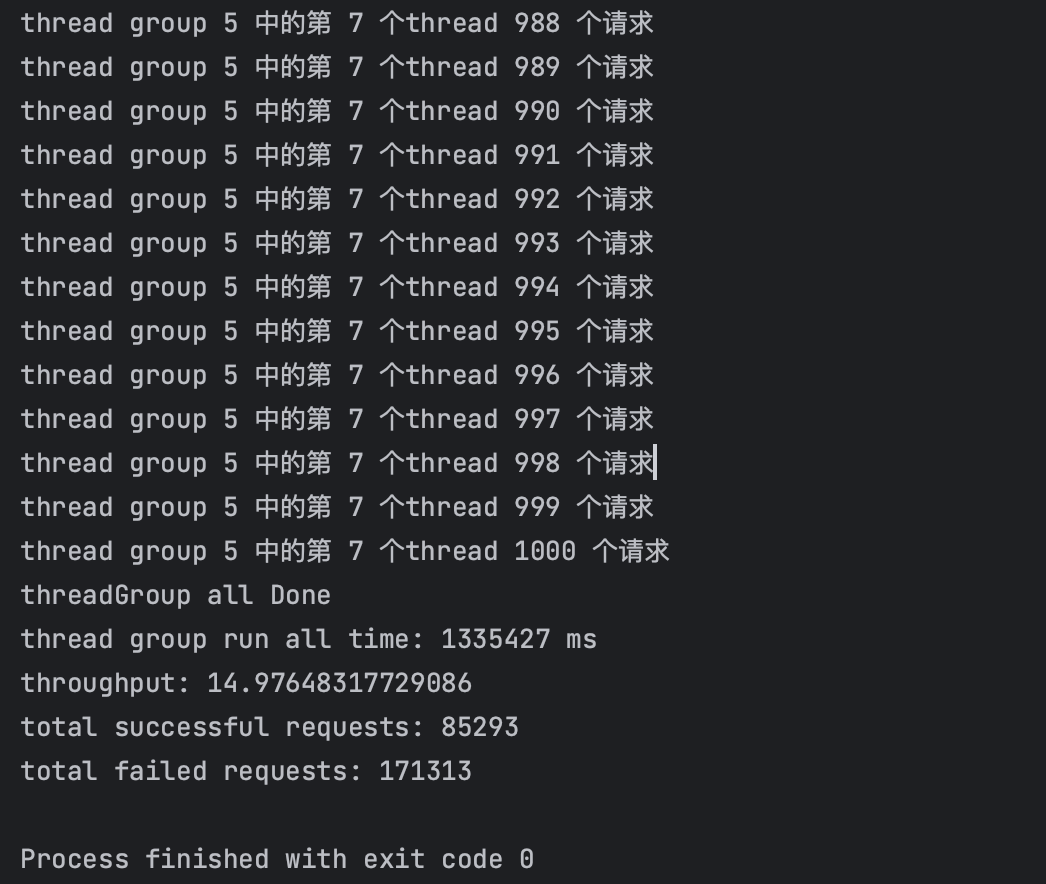 thread group 5 中的第 7 个thread 988 个请求
thread group 5 中的第 7 个thread 989 个请求
thread group 5 中的第 7 个thread 990 个请求
thread group 5 中的第 7 个thread 991 个请求
thread group 5 中的第 7 个thread 992 个请求
thread group 5 中的第 7 个thread 993 个请求
thread group 5 中的第 7 个thread 994 个请求
thread group 5 中的第 7 个thread 995 个请求
thread group 5 中的第 7 个thread 996 个请求
thread group 5 中的第 7 个thread 997 个请求
thread group 5 中的第 7 个thread 998 个请求
thread group 5 中的第 7 个thread 999 个请求
thread group 5 中的第 7 个thread 1000 个请求
threadGroup all Done
thread group run all time: 1335427 ms
throughput: 14.97648317729086
total successful requests: 85293
total failed requests: 171313
Process finished with exit code 0